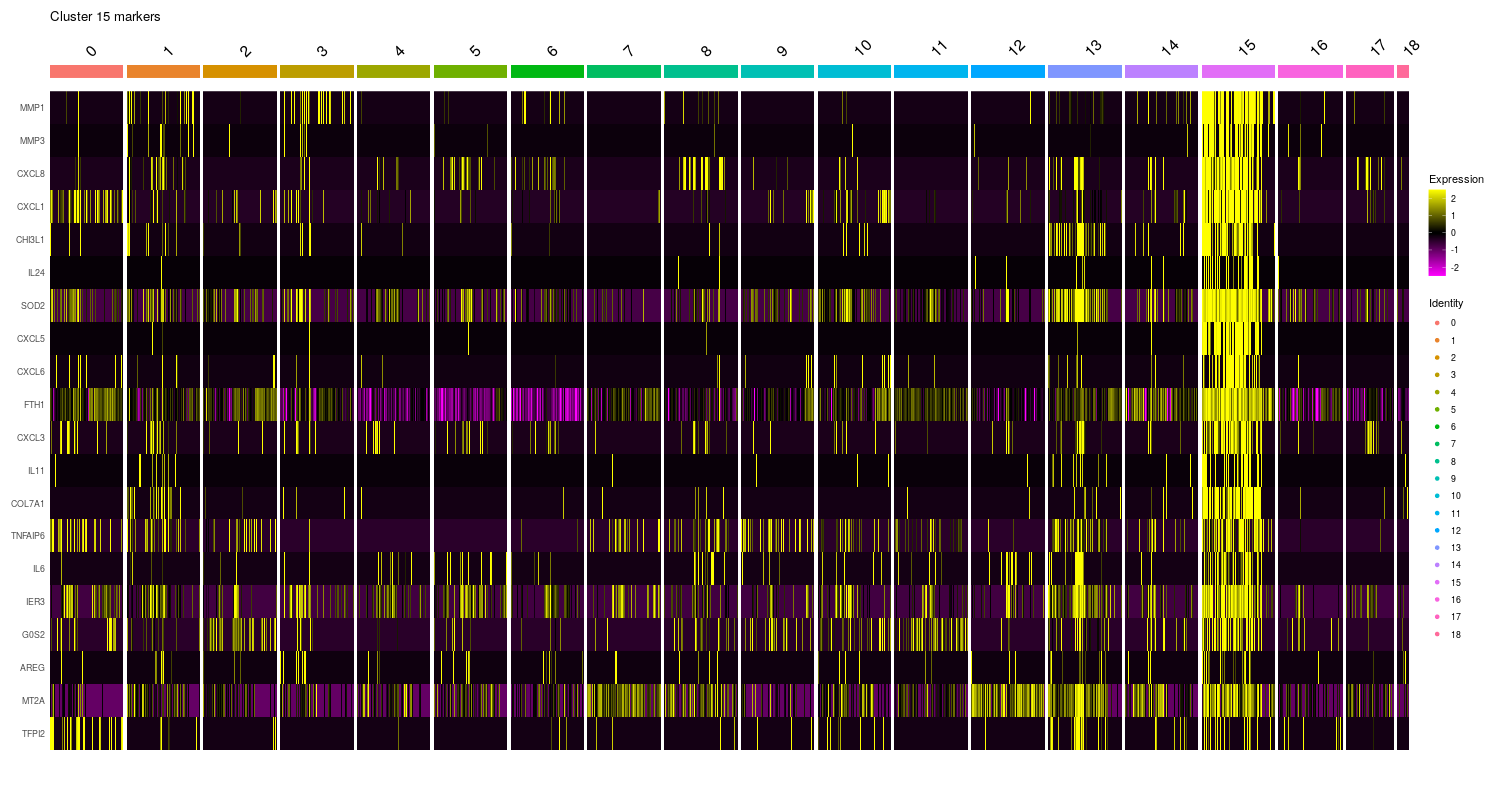 Cluster 15 markers
0 1 2 3 4 5 6 7 8 9 10 11 12 13 14 15 16 17 18
MMP1
MMP3
CXCL8
CXCL1
CHI3L1
IL24
SOD2
CXCL5
CXCL6
FTH1
CXCL3
IL11
COL7A1
TNFAIP6
IL6
IER3
G0S2
AREG
MT2A
TFPI2
Expression
2
1
0
-1
-2
Identity
0
1
2
3
4
5
6
7
8
9
10
11
12
13
14
15
16
17
18